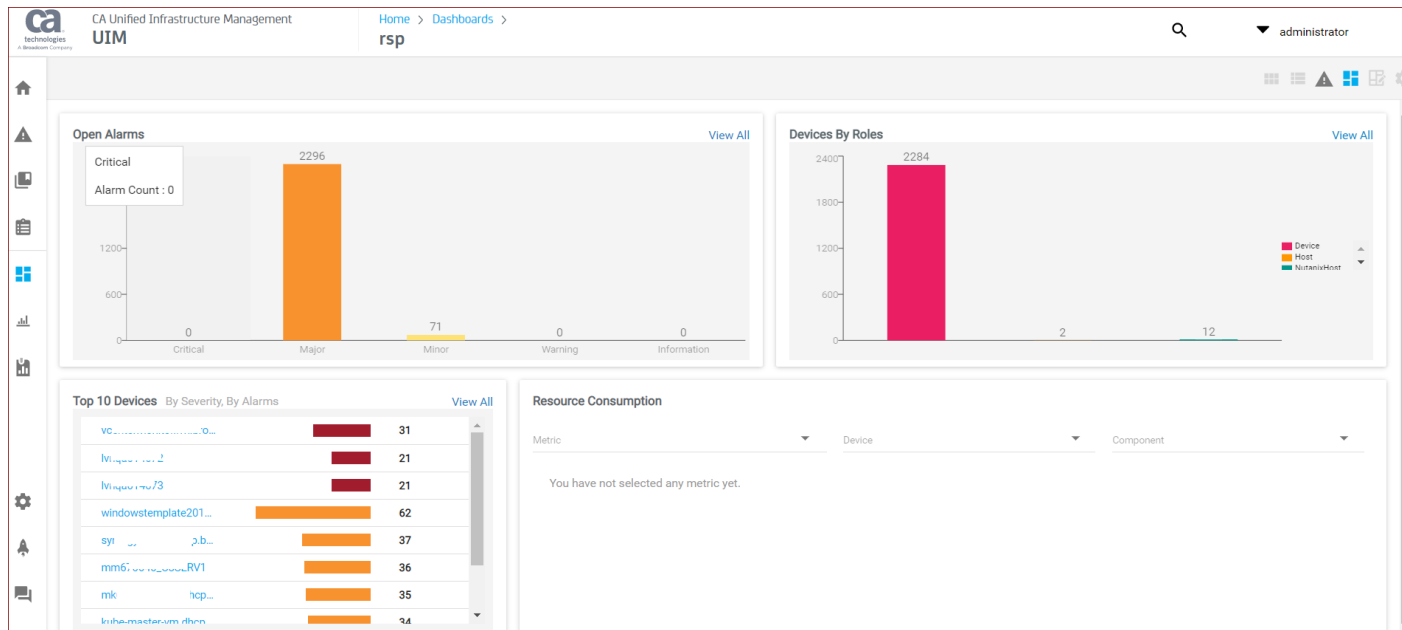 ca
technologies
A Broadcom Company
CA Unified Infrastructure Management
UIM
Home > Dashboards >
rsp
administrator
Open Alarms
View All
Critical
Alarm Count : 0
1200
600
0
0
2296
71
0
0
Critical
Major
Minor
Warning
Information
Devices By Roles
View All
2400
1800
1200
600
0
2284
2
12
Device
Host
NutanixHost
Top 10 Devices By Severity, By Alarms
View All
31
21
21
windowstemplate201...
62
37
36
35
kube-master-vm.dhcp
34
Resource Consumption
Metric
Device
Component
You have not selected any metric yet.